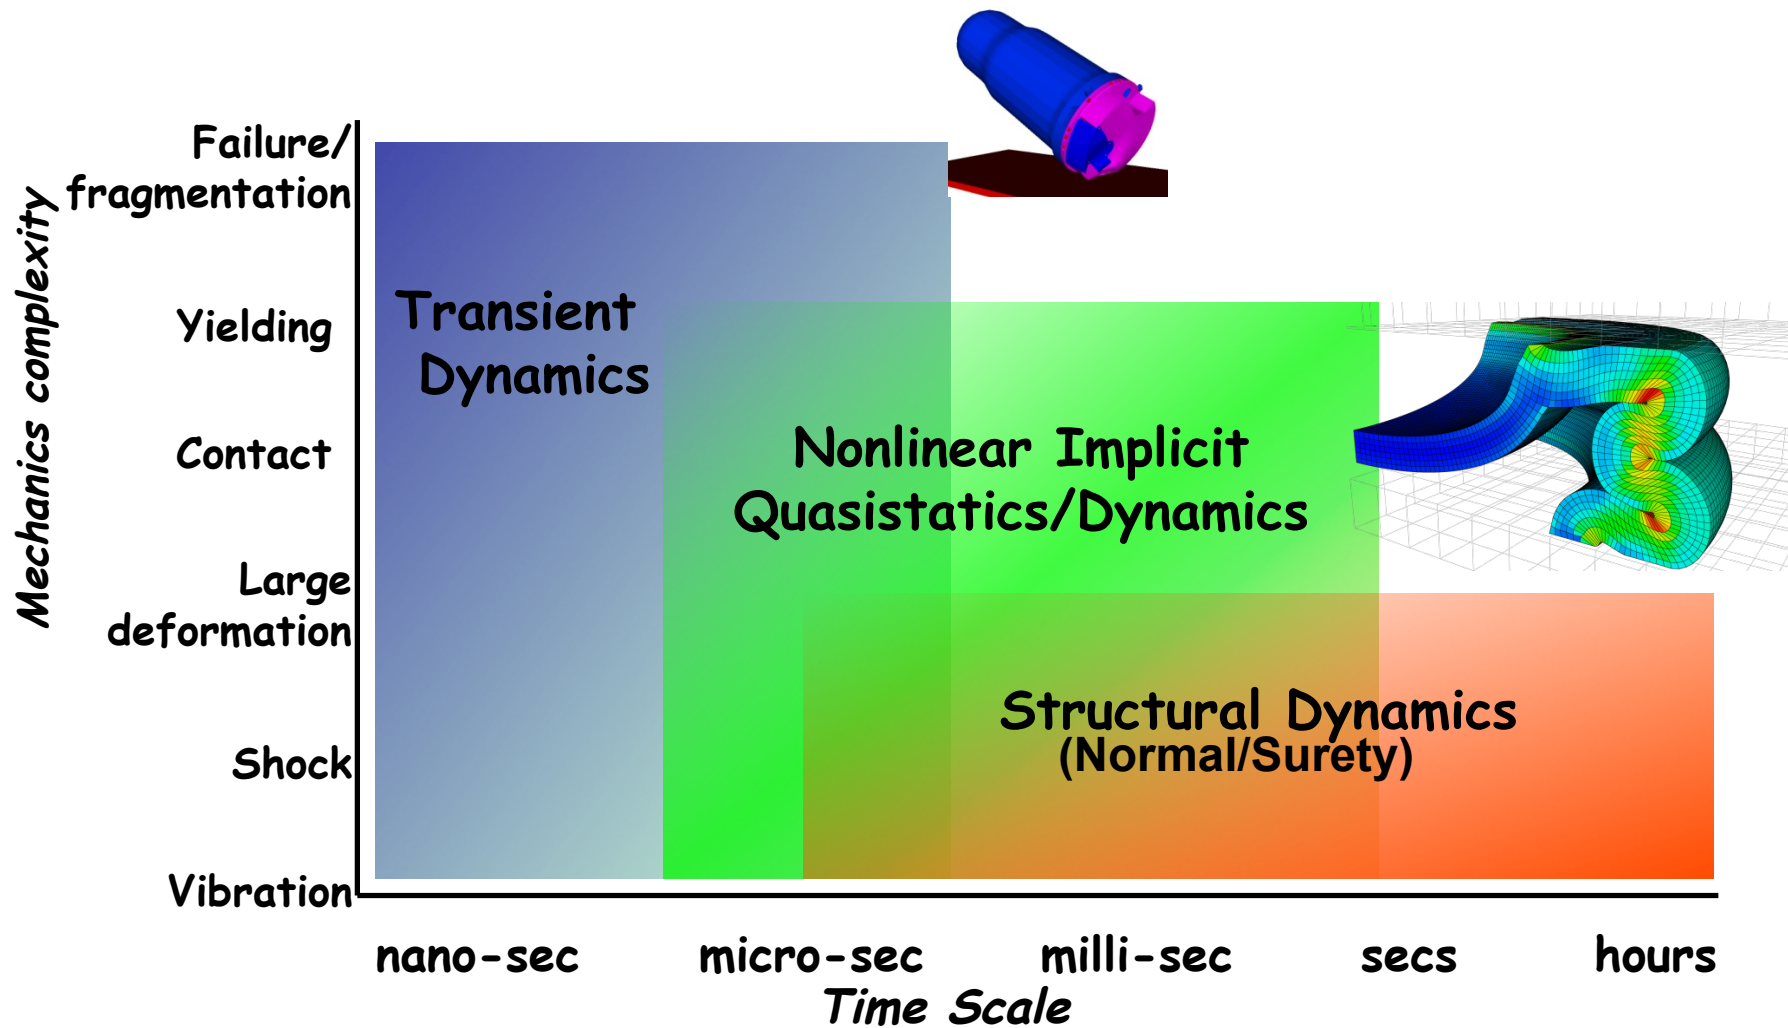 Mechanics complexity
Failure/
fragmentation
Yielding
Contact
Large
deformation
Shock
Vibration
Transient
Dynamics
Nonlinear Implicit
Quasistatics/Dynamics
Structural Dynamics
(Normal/Surety)
nano-sec micro-sec milli-sec secs hours
Time Scale